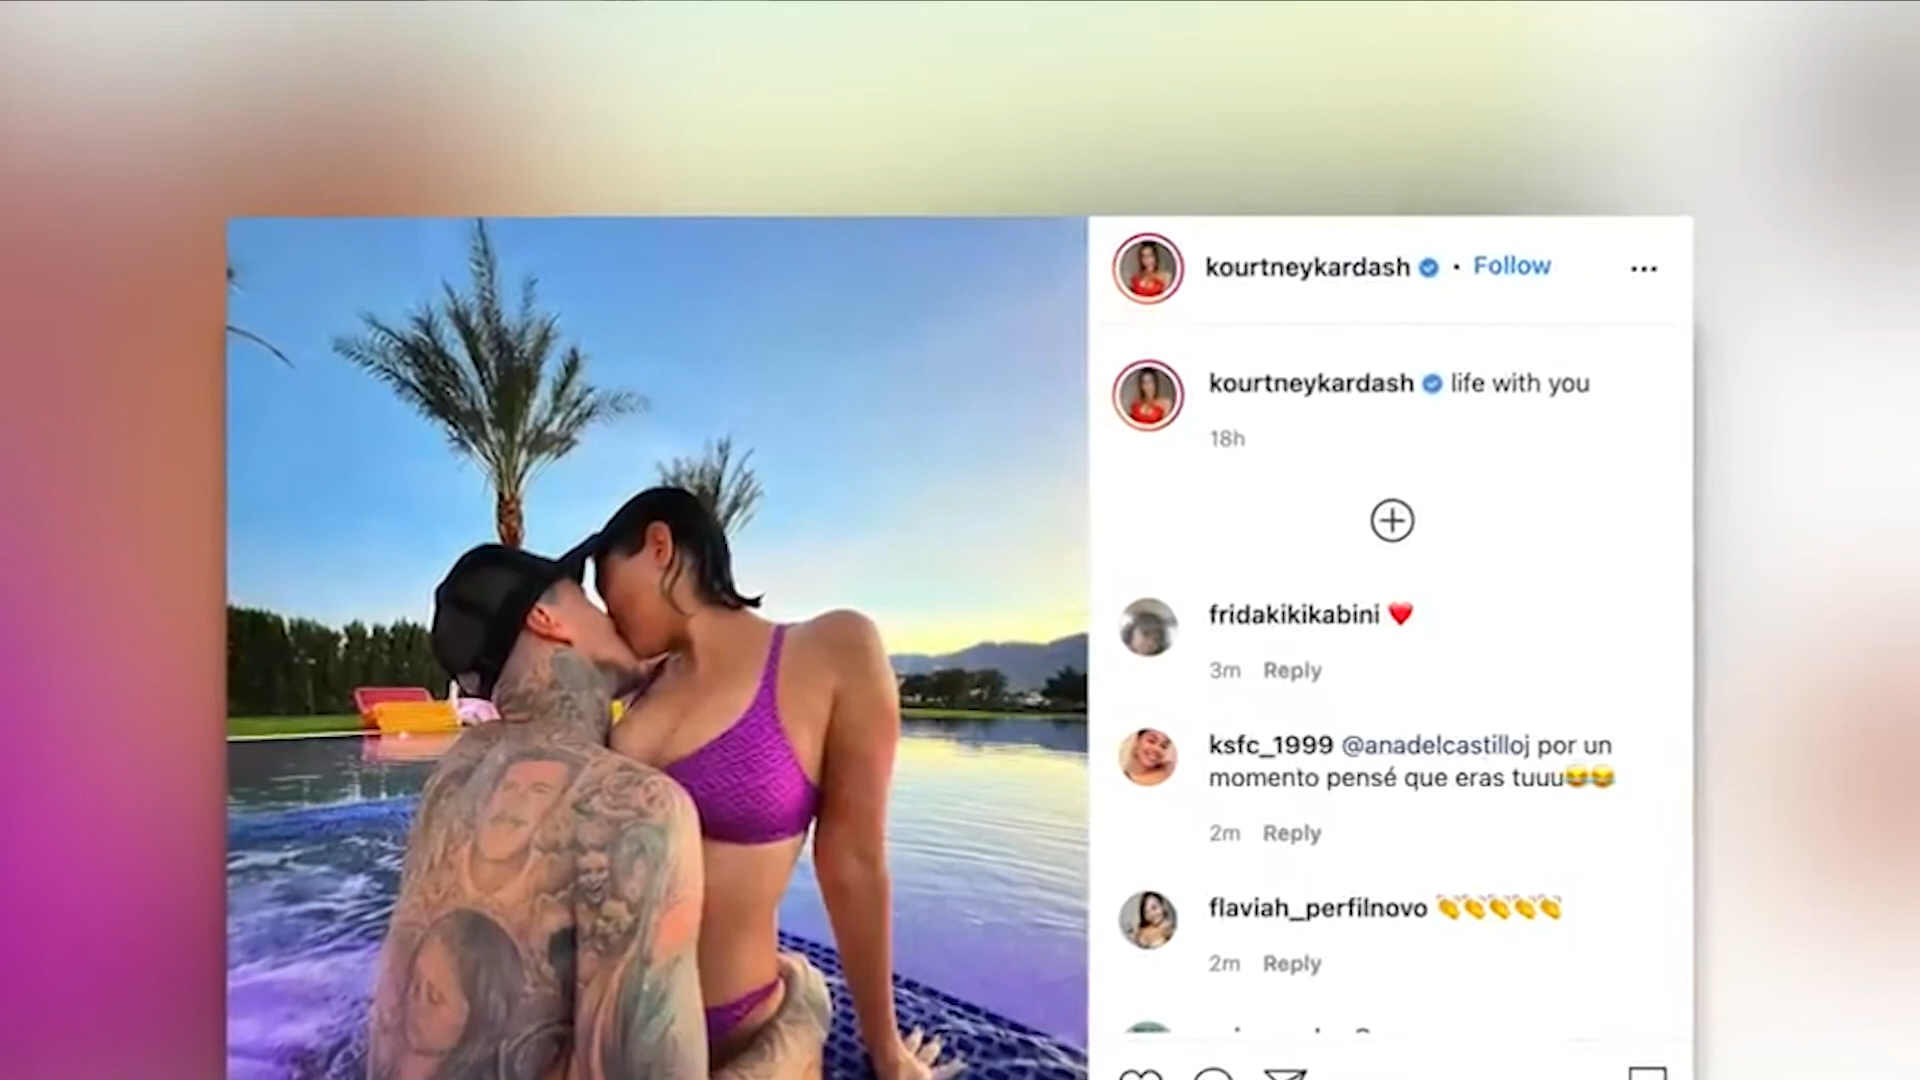 kourtneykardash • Follow
kourtneykardash life with you
18h
fridakikikabini ❤️
3m Reply
ksfc_1999 @anadelcastilloj por un
momento pensé que eras tuuu😂😂
2m Reply
flaviah_perfilnovo 👏👏👏👏👏
2m Reply